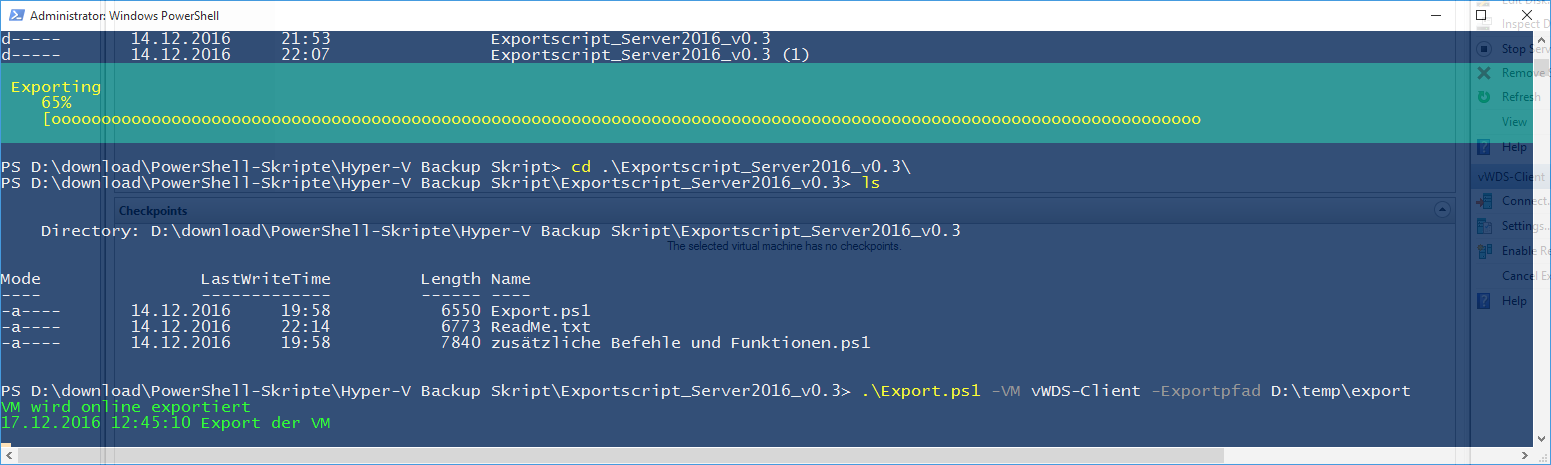 Administrator: Windows PowerShell
d-----        14.12.2016     21:53                Exportscript_Server2016_v0.3
d-----        14.12.2016     22:07                Exportscript_Server2016_v0.3 (1)
Exporting
65%
[ooooooooooooooooooooooooooooooooooooooooooooooooooooooooooooooooooooooooooooooooooooooooooooooooooooooooooooooooooo
PS D:\download\PowerShell-Skripte\Hyper-V Backup Skript> cd .\Exportscript_Server2016_v0.3\
PS D:\download\PowerShell-Skripte\Hyper-V Backup Skript\Exportscript_Server2016_v0.3> ls
Checkpoints
Directory: D:\download\PowerShell-Skripte\Hyper-V Backup Skript\Exportscript_Server2016_v0.3
The selected virtual machine has no checkpoints.
Mode                LastWriteTime         Length Name
----                -------------         ------ ----
-a----        14.12.2016     19:58           6550 Export.ps1
-a----        14.12.2016     22:14           6773 ReadMe.txt
-a----        14.12.2016     19:58           7840 zusätzliche Befehle und Funktionen.ps1
PS D:\download\PowerShell-Skripte\Hyper-V Backup Skript\Exportscript_Server2016_v0.3> .\Export.ps1 -VM vWDS-Client -Exportpfad D:\temp\export
VM wird online exportiert
17.12.2016 12:45:10 Export der VM
Edit Disk
Inspect D
Stop Serv
Remove S
Refresh
View
Help
vWDS-Client
Connect..
Settings...
Enable Re
Cancel Ex
Help